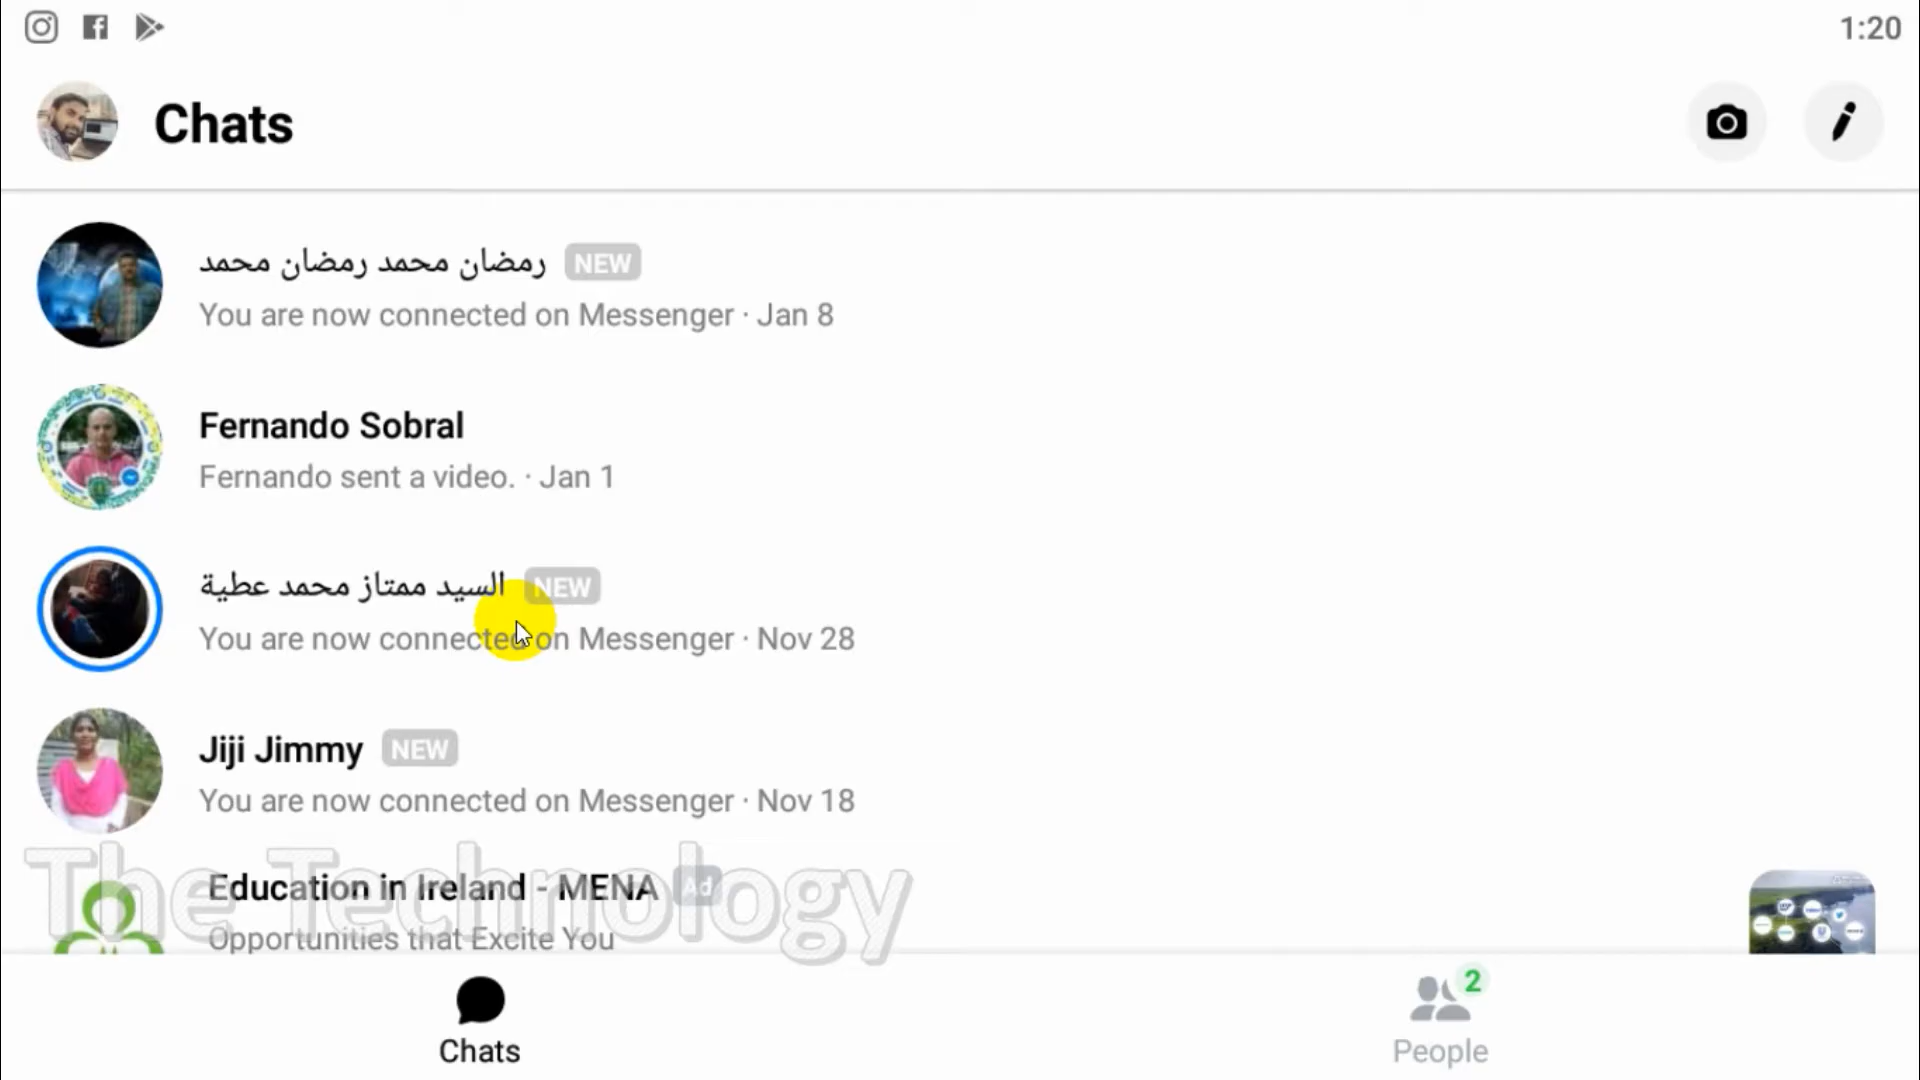 1:20
Chats
رمضان محمد رمضان محمد NEW
You are now connected on Messenger · Jan 8
Fernando Sobral
Fernando sent a video. · Jan 1
السيد ممتاز محمد عطية NEW
You are now connected on Messenger · Nov 28
Jiji Jimmy NEW
You are now connected on Messenger · Nov 18
The Technology
Education in Ireland - MENA Ad
Opportunities that Excite You
2
Chats
People